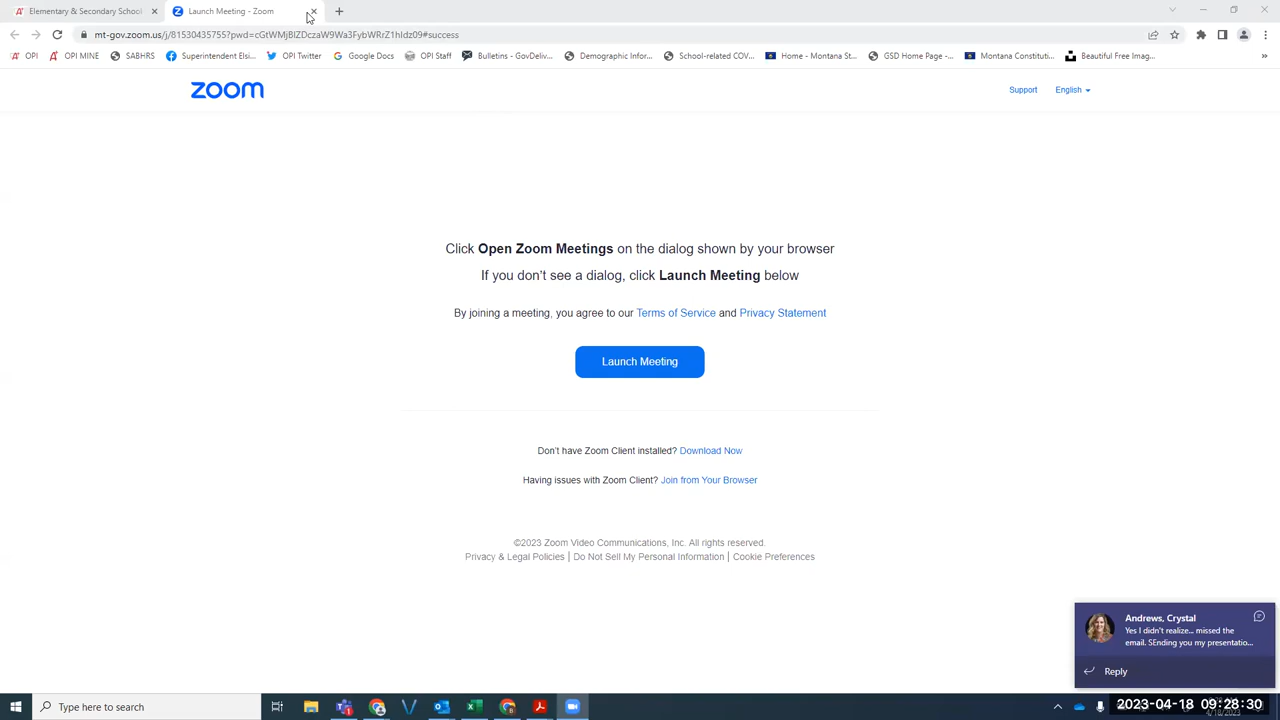 Elementary & Secondary School
Launch Meeting - Zoom
mt-gov.zoom.us/j/81530435755?pwd=cGtWMjBIZDczaW9Wa3FybWRrZ1hIdz09#success
OPI
OPI MINE
SABHRS
Superintendent Elsi...
OPI Twitter
Google Docs
OPI Staff
Bulletins - GovDeliv...
Demographic Infor...
School-related COV...
Home - Montana St...
GSD Home Page -...
Montana Constituti...
Beautiful Free Imag...
zoom
Support
English
Click Open Zoom Meetings on the dialog shown by your browser
If you don't see a dialog, click Launch Meeting below
By joining a meeting, you agree to our Terms of Service and Privacy Statement
Launch Meeting
Don't have Zoom Client installed? Download Now
Having issues with Zoom Client? Join from Your Browser
©2023 Zoom Video Communications, Inc. All rights reserved.
Privacy & Legal Policies | Do Not Sell My Personal Information | Cookie Preferences
Andrews, Crystal
Yes I didn't realize... missed the
email. SEnding you my presentatio...
Reply
Type here to search
2023-04-18 09:28:30